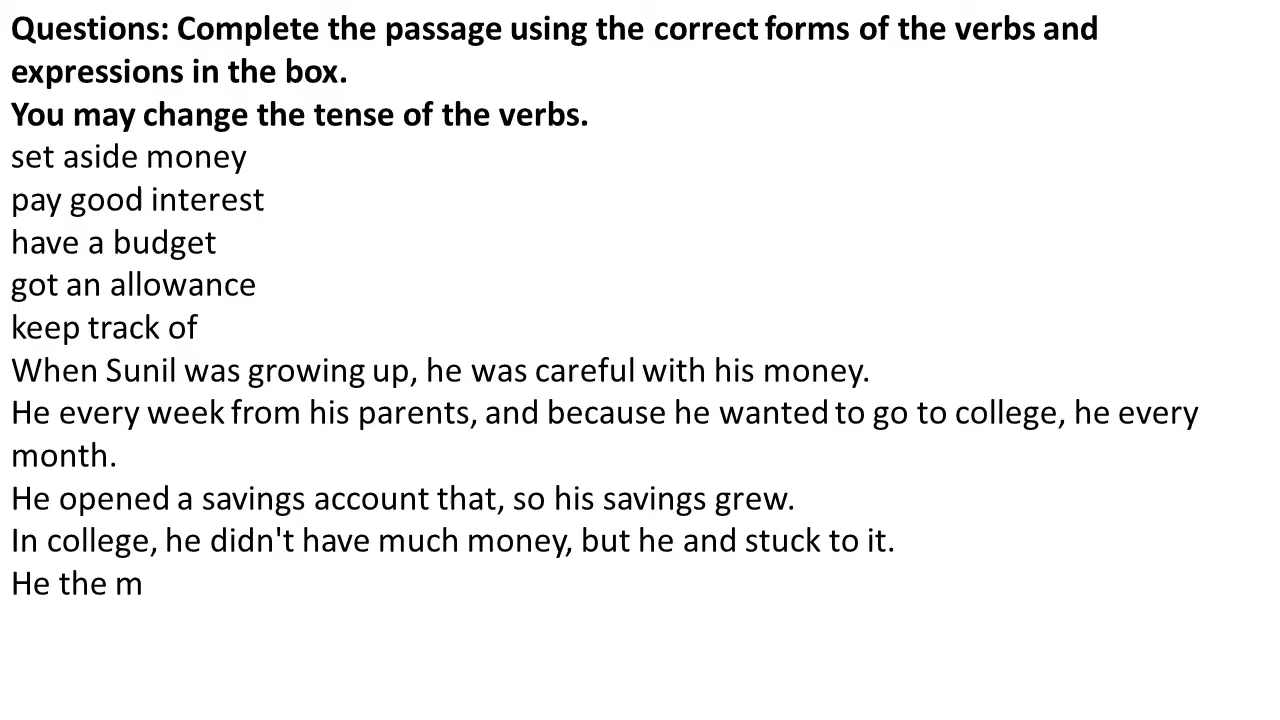 Questions: Complete the passage using the correct forms of the verbs and
expressions in the box.
You may change the tense of the verbs.
set aside money
pay good interest
have a budget
got an allowance
keep track of
When Sunil was growing up, he was careful with his money.
He every week from his parents, and because he wanted to go to college, he every
month.
He opened a savings account that, so his savings grew.
In college, he didn't have much money, but he and stuck to it.
He the m